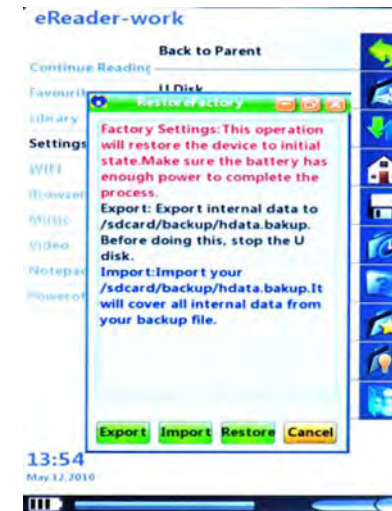 eReader-work
Back to Parent
Continue Reading
Favourit
U Disk
RestoreFactory
Library
Settings
WIFI
Browser
Music
Video
Notepad
Powerof
Factory Settings:This operation
will restore the device to initial
state.Make sure the battery has
enough power to complete the
process.
Export: Export internal data to
/sdcard/backup/hdata.bakup.
Before doing this, stop the U
disk.
Import:Import your
/sdcard/backup/hdata.bakup.It
will cover all internal data from
your backup file.
Export Import Restore Cancel
13:54
May.12,2010